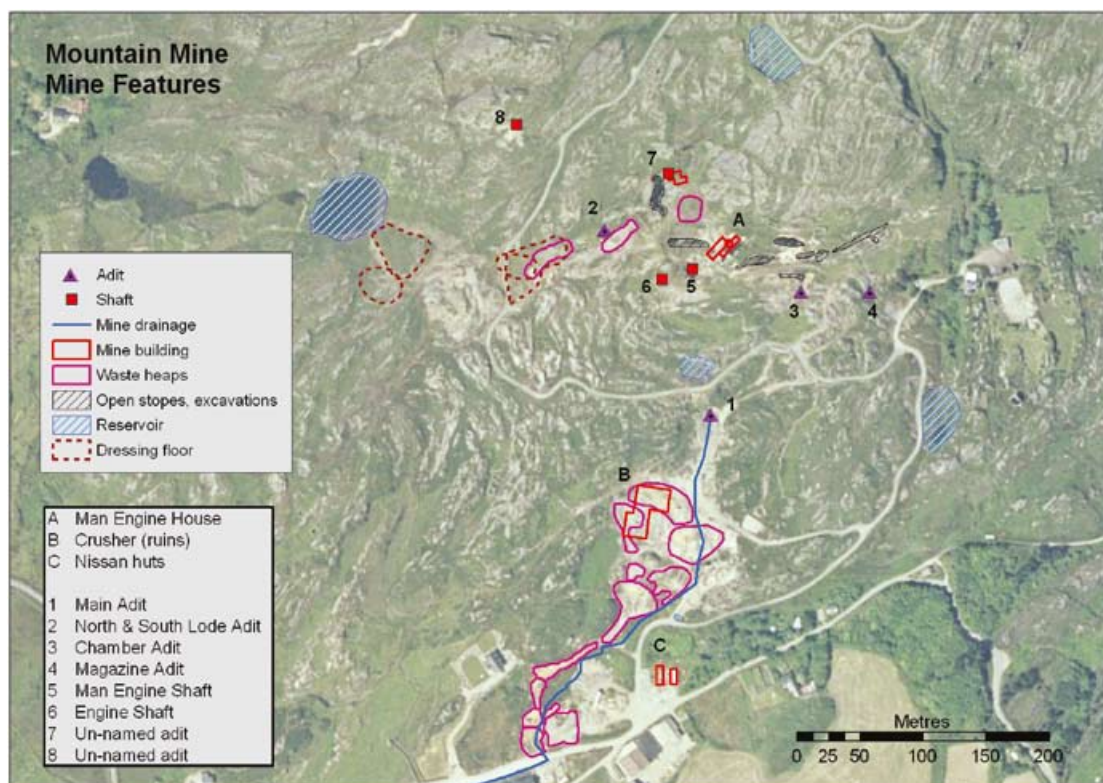 Mountain Mine
Mine Features
8
7
2
A
6
5
3
4
Adit
Shaft
Mine drainage
Mine building
Waste heaps
Open stopes, excavations
Reservoir
Dressing floor
1
B
A Man Engine House
B Crusher (ruins)
C Nissan huts
1 Main Adit
2 North & South Lode Adit
3 Chamber Adit
4 Magazine Adit
5 Man Engine Shaft
6 Engine Shaft
7 Un-named adit
8 Un-named adit
C
Metres
0 25 50 100 150 200